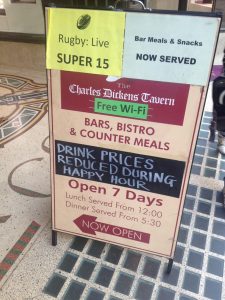 Rugby: Live
SUPER 15
Bar Meals & Snacks
NOW SERVED
The
Charles Dickens Tavern
Free Wi-Fi
BARS, BISTRO
& COUNTER MEALS
DRINK PRICES
REDUCED DURING
HAPPY HOUR
Open 7 Days
Lunch Served From 12:00
Dinner Served From 5:30
NOW OPEN